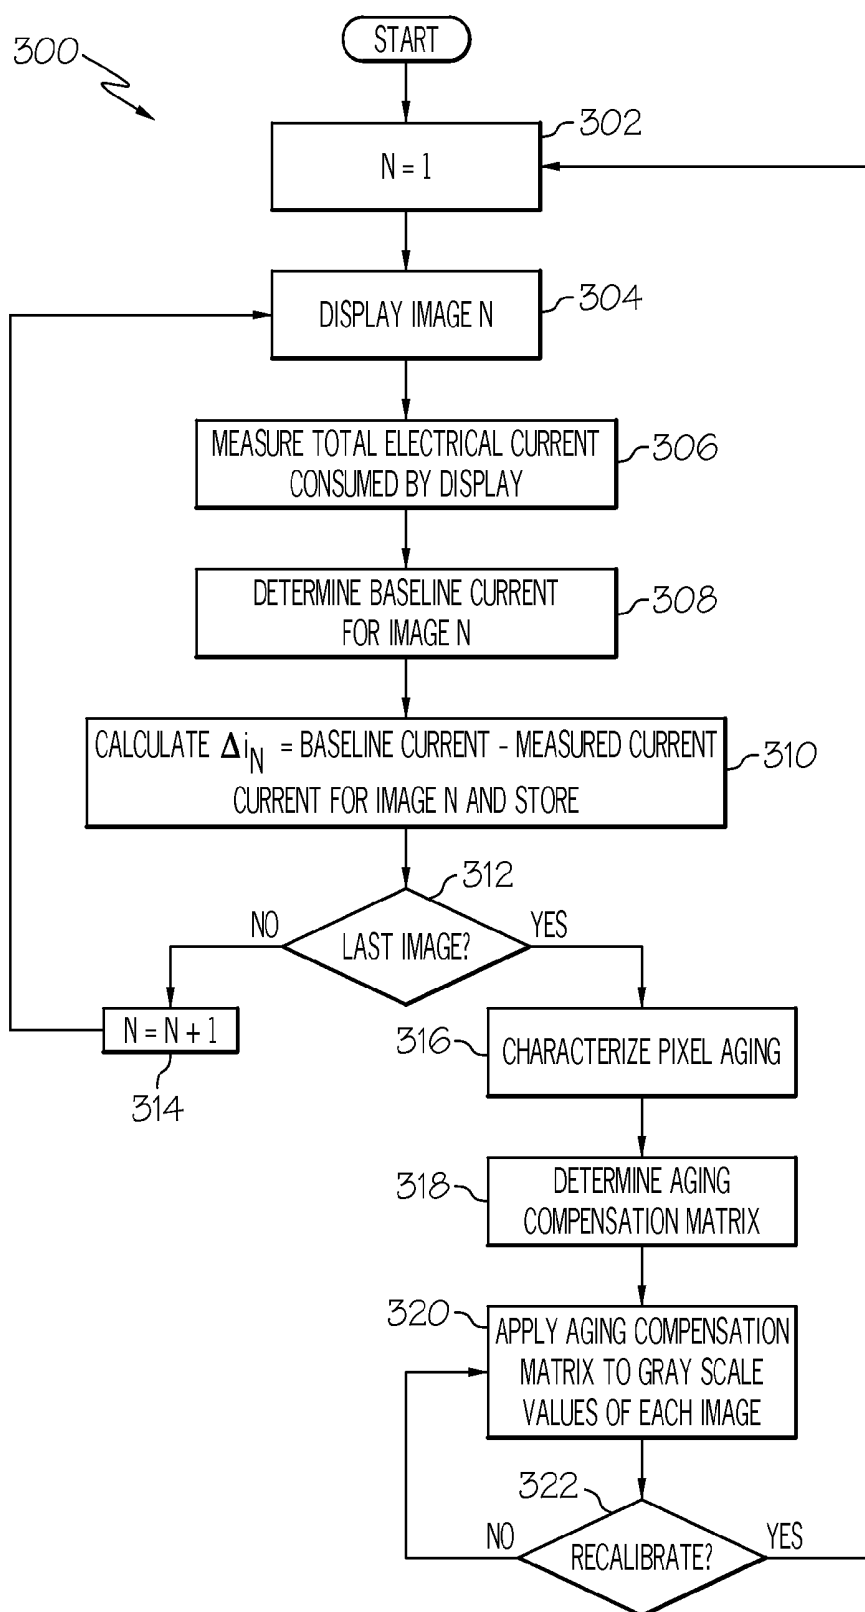 START
300
302
N = 1
304
DISPLAY IMAGE N
MEASURE TOTAL ELECTRICAL CURRENT
CONSUMED BY DISPLAY
306
DETERMINE BASELINE CURRENT
FOR IMAGE N
308
CALCULATE Δi_N = BASELINE CURRENT - MEASURED CURRENT
CURRENT FOR IMAGE N AND STORE
310
312
NO
LAST IMAGE?
YES
N = N + 1
314
316
CHARACTERIZE PIXEL AGING
318
DETERMINE AGING
COMPENSATION MATRIX
320
APPLY AGING COMPENSATION
MATRIX TO GRAY SCALE
VALUES OF EACH IMAGE
322
NO
RECALIBRATE?
YES